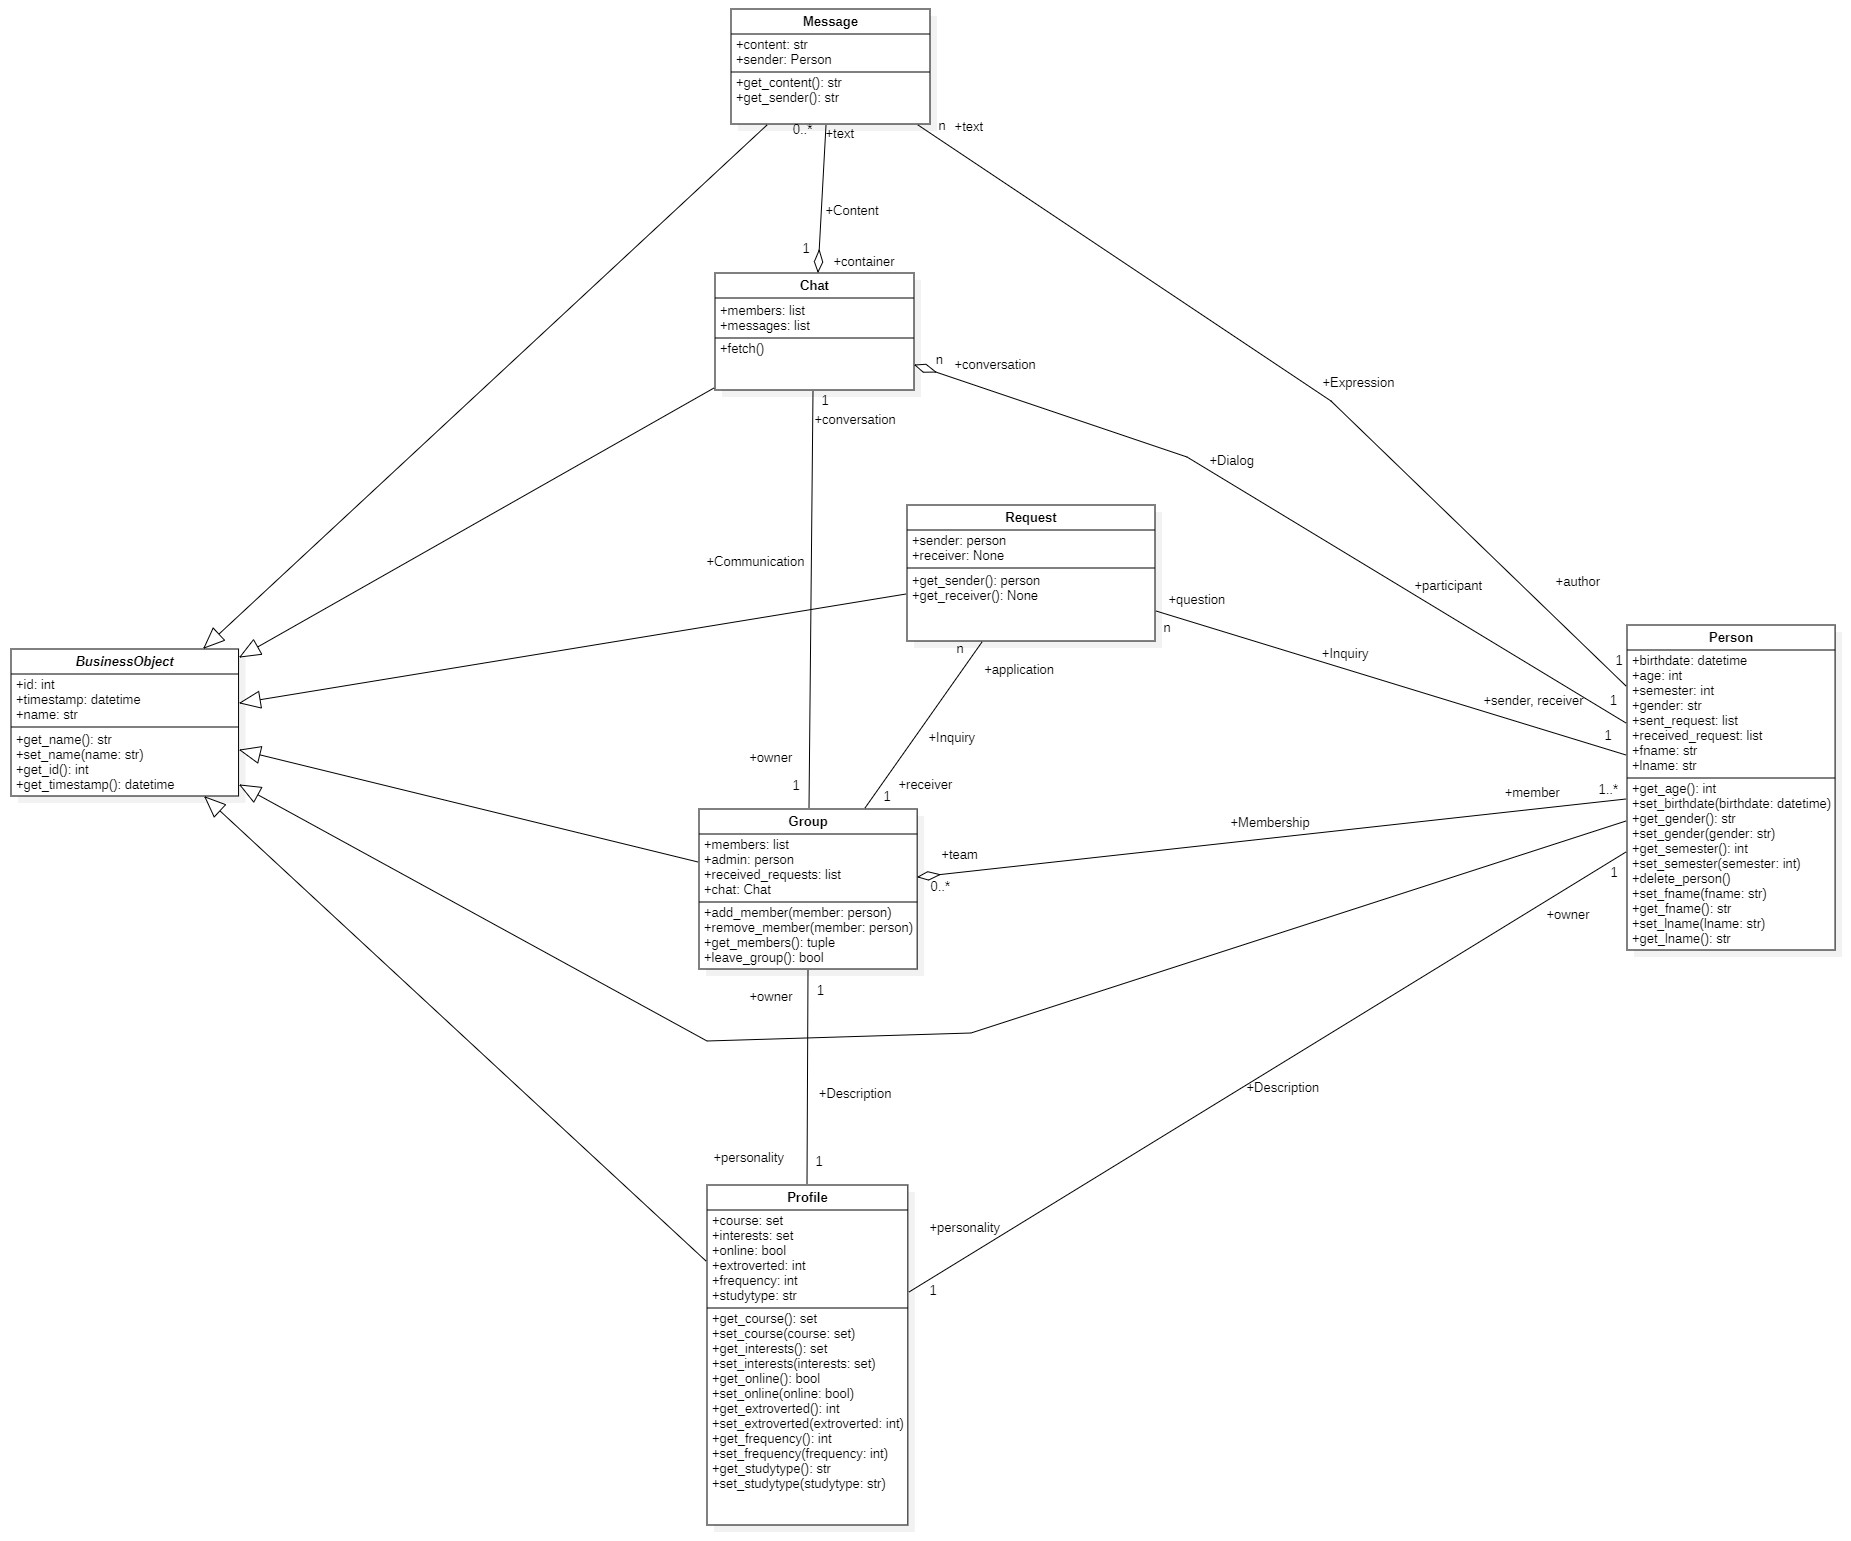 Message
+content: str
+sender: Person
+get_content(): str
+get_sender(): str
0..*
+text
n
+text
+Content
1
+container
Chat
+members: list
+messages: list
+fetch()
n
+conversation
1
+conversation
+Expression
+Dialog
Request
+sender: person
+receiver: None
+get_sender(): person
+get_receiver(): None
+Communication
+question
n
+participant
+author
n
+application
+Inquiry
+sender, receiver
1
1
1
Person
+birthdate: datetime
+age: int
+semester: int
+gender: str
+sent_request: list
+received_request: list
+fname: str
+lname: str
+get_age(): int
+set_birthdate(birthdate: datetime)
+get_gender(): str
+set_gender(gender: str)
+get_semester(): int
+set_semester(semester: int)
+delete_person()
+set_fname(fname: str)
+get_fname(): str
+set_lname(lname: str)
+get_lname(): str
BusinessObject
+id: int
+timestamp: datetime
+name: str
+get_name(): str
+set_name(name: str)
+get_id(): int
+get_timestamp(): datetime
+Inquiry
+owner
1
+receiver
1
+member
1..*
+Membership
Group
+members: list
+admin: person
+received_requests: list
+chat: Chat
+add_member(member: person)
+remove_member(member: person)
+get_members(): tuple
+leave_group(): bool
+team
0..*
1
+owner
+owner
1
+Description
+Description
+personality
1
Profile
+course: set
+interests: set
+online: bool
+extroverted: int
+frequency: int
+studytype: str
+get_course(): set
+set_course(course: set)
+get_interests(): set
+set_interests(interests: set)
+get_online(): bool
+set_online(online: bool)
+get_extroverted(): int
+set_extroverted(extroverted: int)
+get_frequency(): int
+set_frequency(frequency: int)
+get_studytype(): str
+set_studytype(studytype: str)
+personality
1